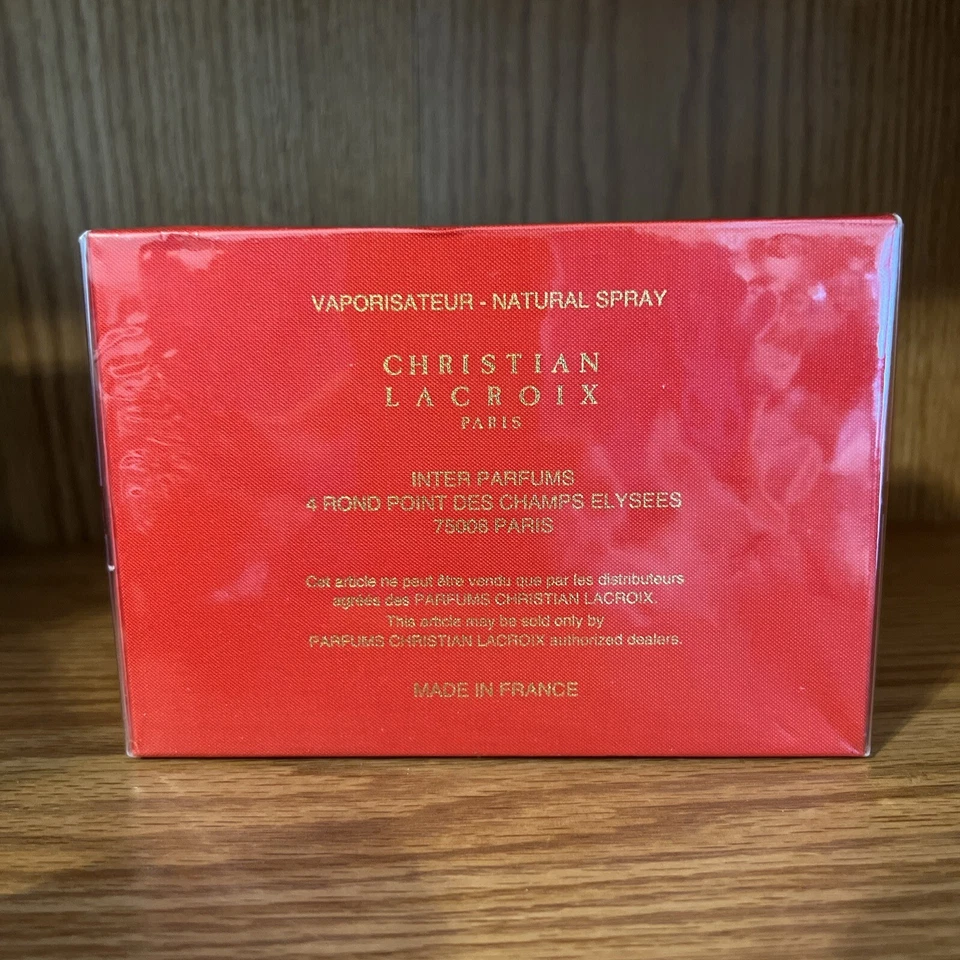 VAPORISATEUR - NATURAL SPRAY
CHRISTIAN
LACROIX
PARIS
INTER PARFUMS
4 ROND POINT DES CHAMPS ELYSEES
75008 PARIS
Cet article ne peut être vendu que par les distributeurs
agréés des PARFUMS CHRISTIAN LACROIX.
This article may be sold only by
PARFUMS CHRISTIAN LACROIX authorized dealers.
MADE IN FRANCE